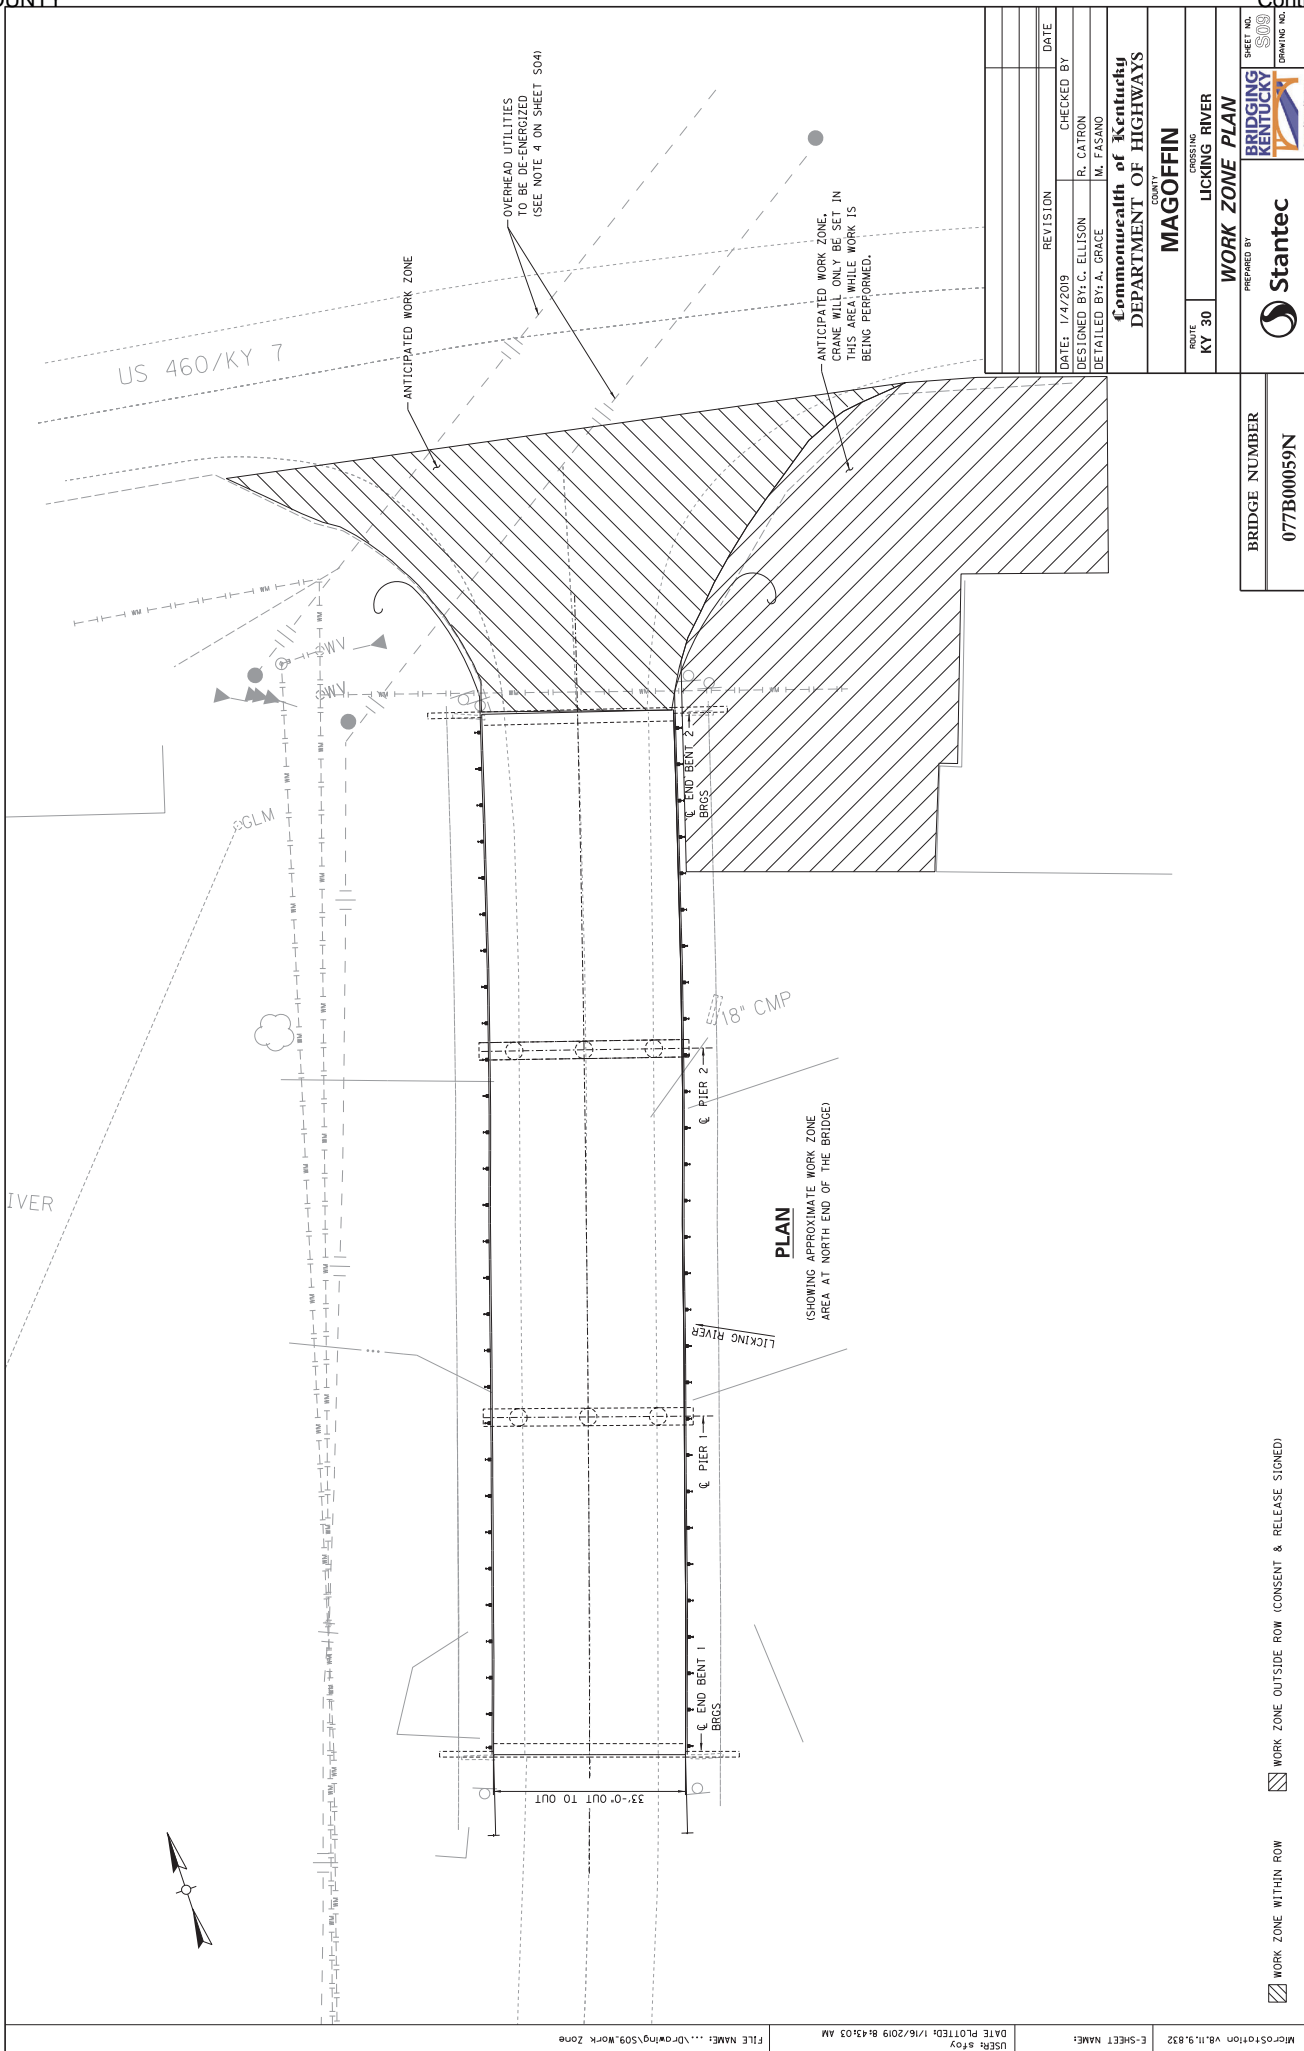 OUNTY
US 460/KY 7
ANTICIPATED WORK ZONE
OVERHEAD UTILITIES
TO BE DE-ENERGIZED
(SEE NOTE 4 ON SHEET S04)
ANTICIPATED WORK ZONE.
CRANE WILL ONLY BE SET IN
THIS AREA WHILE WORK IS
BEING PERFORMED.
WV
WV
GLM
IVER
18" CMP
℄ END BENT 2
BRGS
℄ PIER 2
LICKING RIVER
℄ PIER 1
℄ END BENT 1
BRGS
33'-0" OUT TO OUT
PLAN
(SHOWING APPROXIMATE WORK ZONE
AREA AT NORTH END OF THE BRIDGE)
WORK ZONE WITHIN ROW
WORK ZONE OUTSIDE ROW (CONSENT & RELEASE SIGNED)
REVISION DATE
DATE: 1/4/2019 CHECKED BY
DESIGNED BY: C. ELLISON R. CATRON
DETAILED BY: A. GRACE M. FASANO
Commonwealth of Kentucky
DEPARTMENT OF HIGHWAYS
COUNTY
MAGOFFIN
ROUTE CROSSING
KY 30 LICKING RIVER
WORK ZONE PLAN
PREPARED BY
Stantec
BRIDGING
KENTUCKY
SHEET NO.
S09
DRAWING NO.
BRIDGE NUMBER
077B00059N
MicroStation v8.11.9.832
E-SHEET NAME:
USER: sfoy
DATE PLOTTED: 1/16/2019 8:43:03 AM
FILE NAME: ...\Drawing\S09.Work Zone